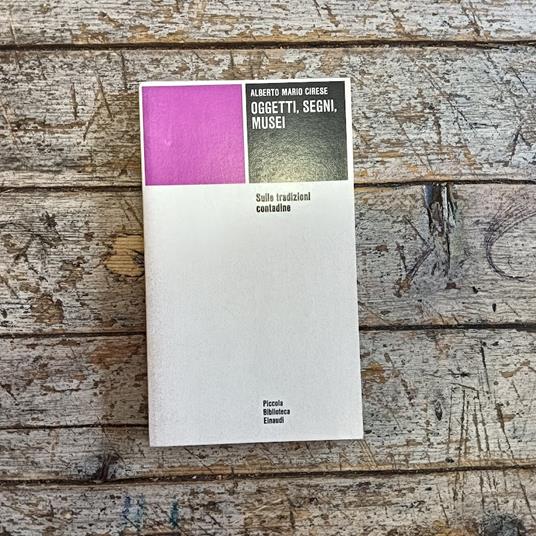 ALBERTO MARIO CIRESE
OGGETTI, SEGNI,
MUSEI
Sulle tradizioni
contadine
Piccola
Biblioteca
Einaudi